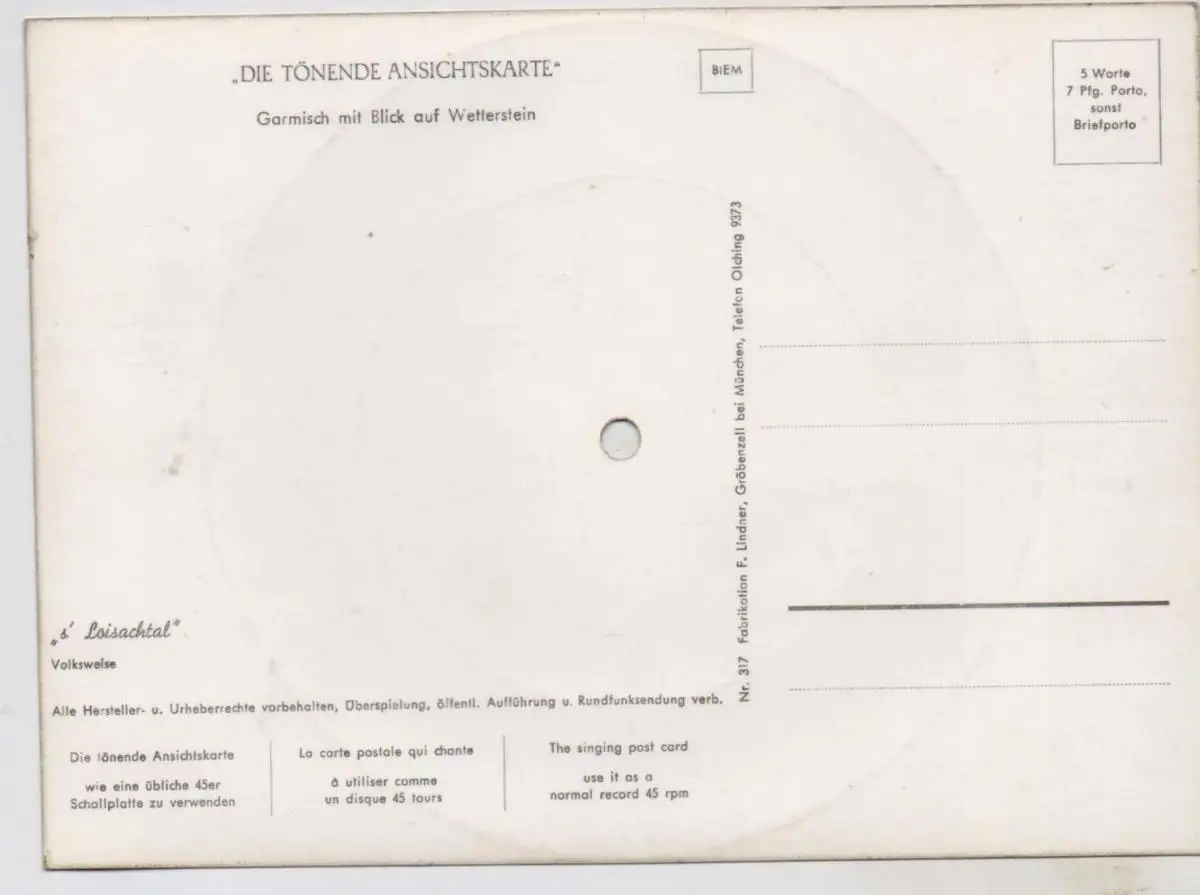 „DIE TÖNENDE ANSICHTSKARTE“
Garmisch mit Blick auf Wetterstein
BIEM
5 Worte
7 Pfg. Porto,
sonst
Briefporto
Nr. 317 Fabrikation F. Lindner, Gröbenzell bei München, Telefon Olching 9373
„s' Loisachtal“
Volksweise
Alle Hersteller- u. Urheberrechte vorbehalten, Überspielung, öffentl. Aufführung u. Rundfunksendung verb.
Die tönende Ansichtskarte
wie eine übliche 45er
Schallplatte zu verwenden
La carte postale qui chante
à utiliser comme
un disque 45 tours
The singing post card
use it as a
normal record 45 rpm